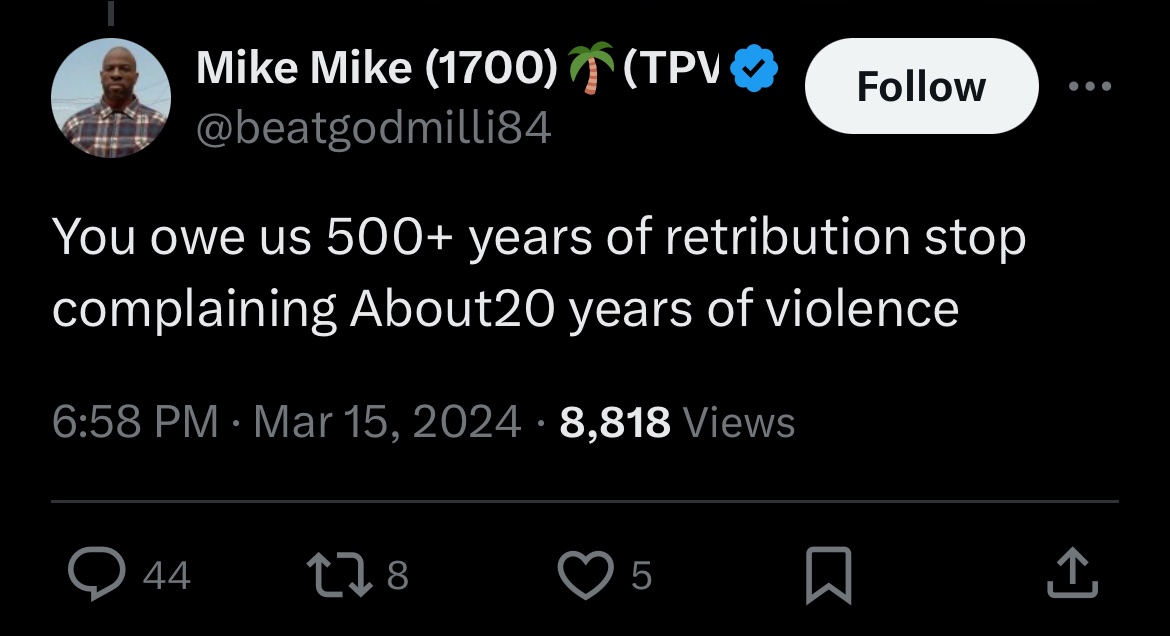 Mike Mike (1700)🌴(TPV
Follow
@beatgodmilli84
You owe us 500+ years of retribution stop
complaining About20 years of violence
6:58 PM · Mar 15, 2024 · 8,818 Views
44 8 5